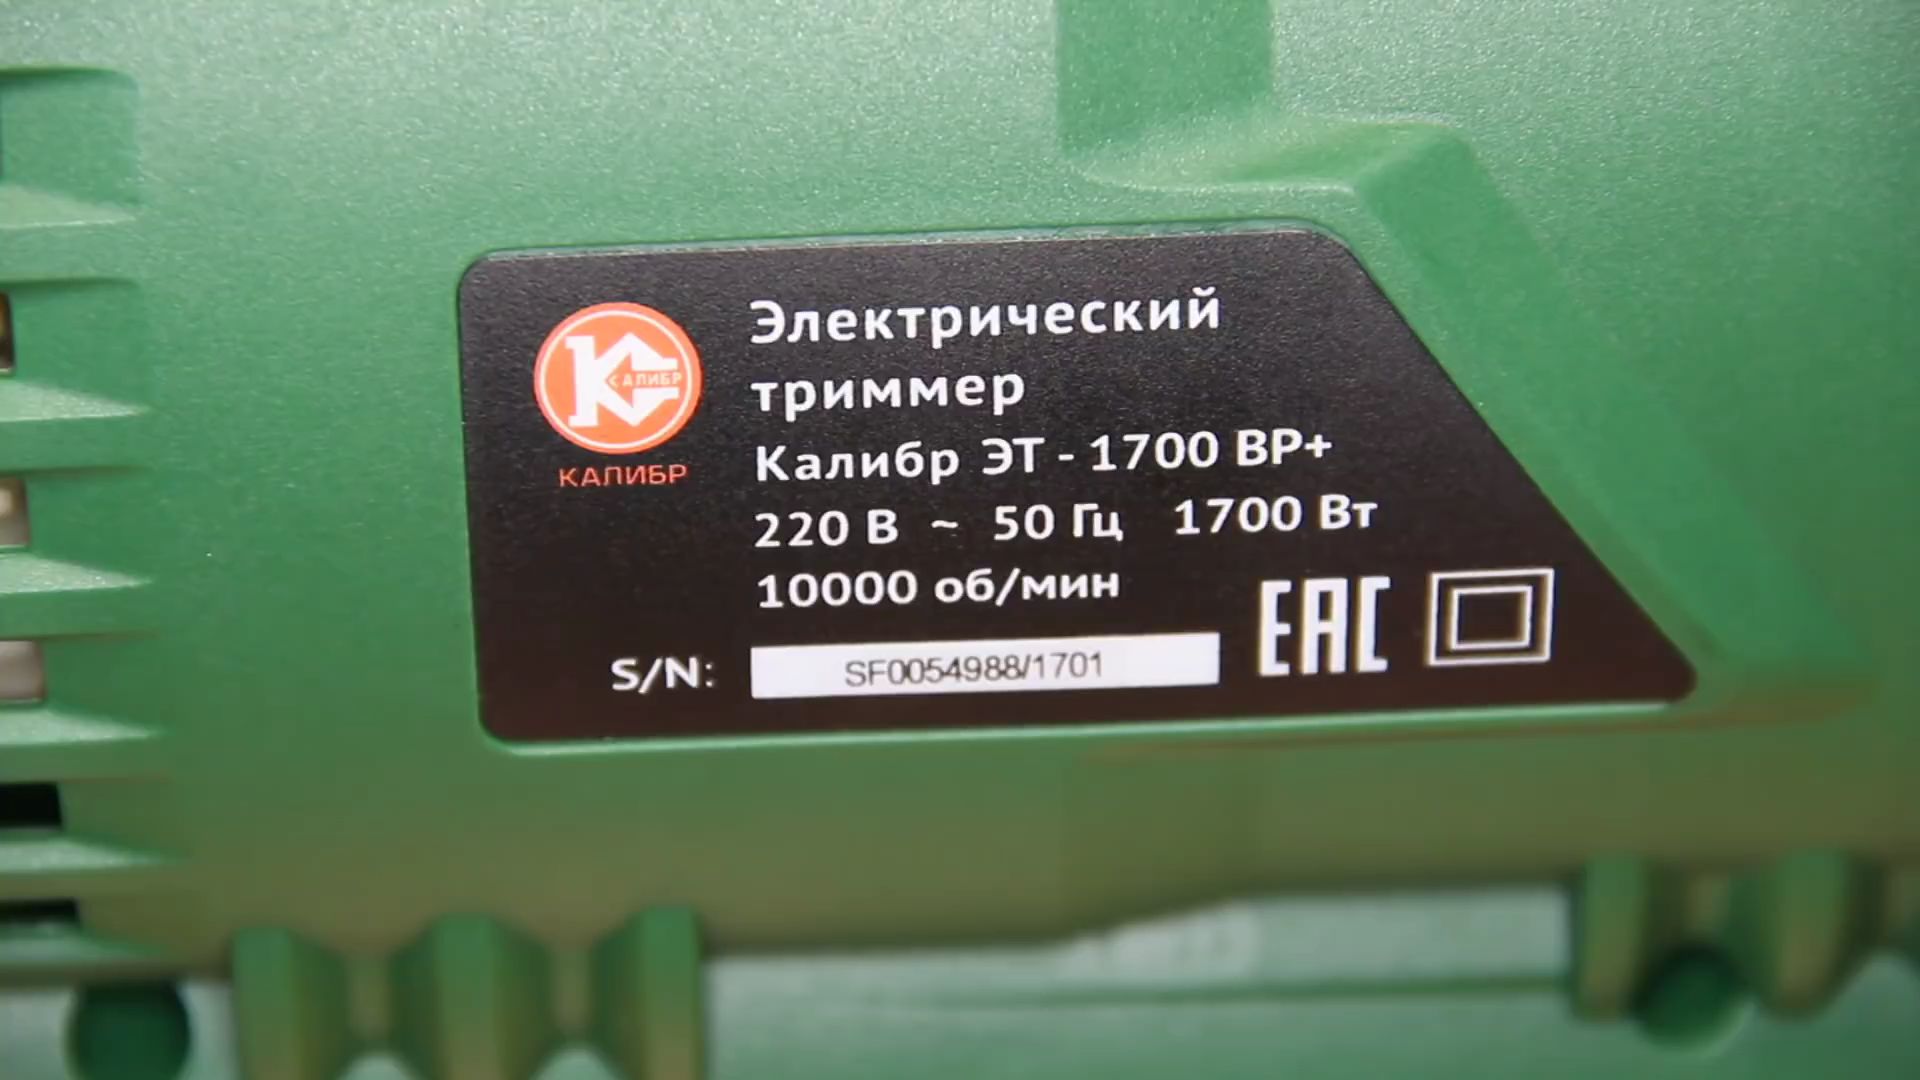 Электрический
триммер
Калибр ЭТ - 1700 ВР+
220 В ~ 50 Гц 1700 Вт
10000 об/мин
S/N: SF0054988/1701
EAC
КАЛИБР
КАЛИБР